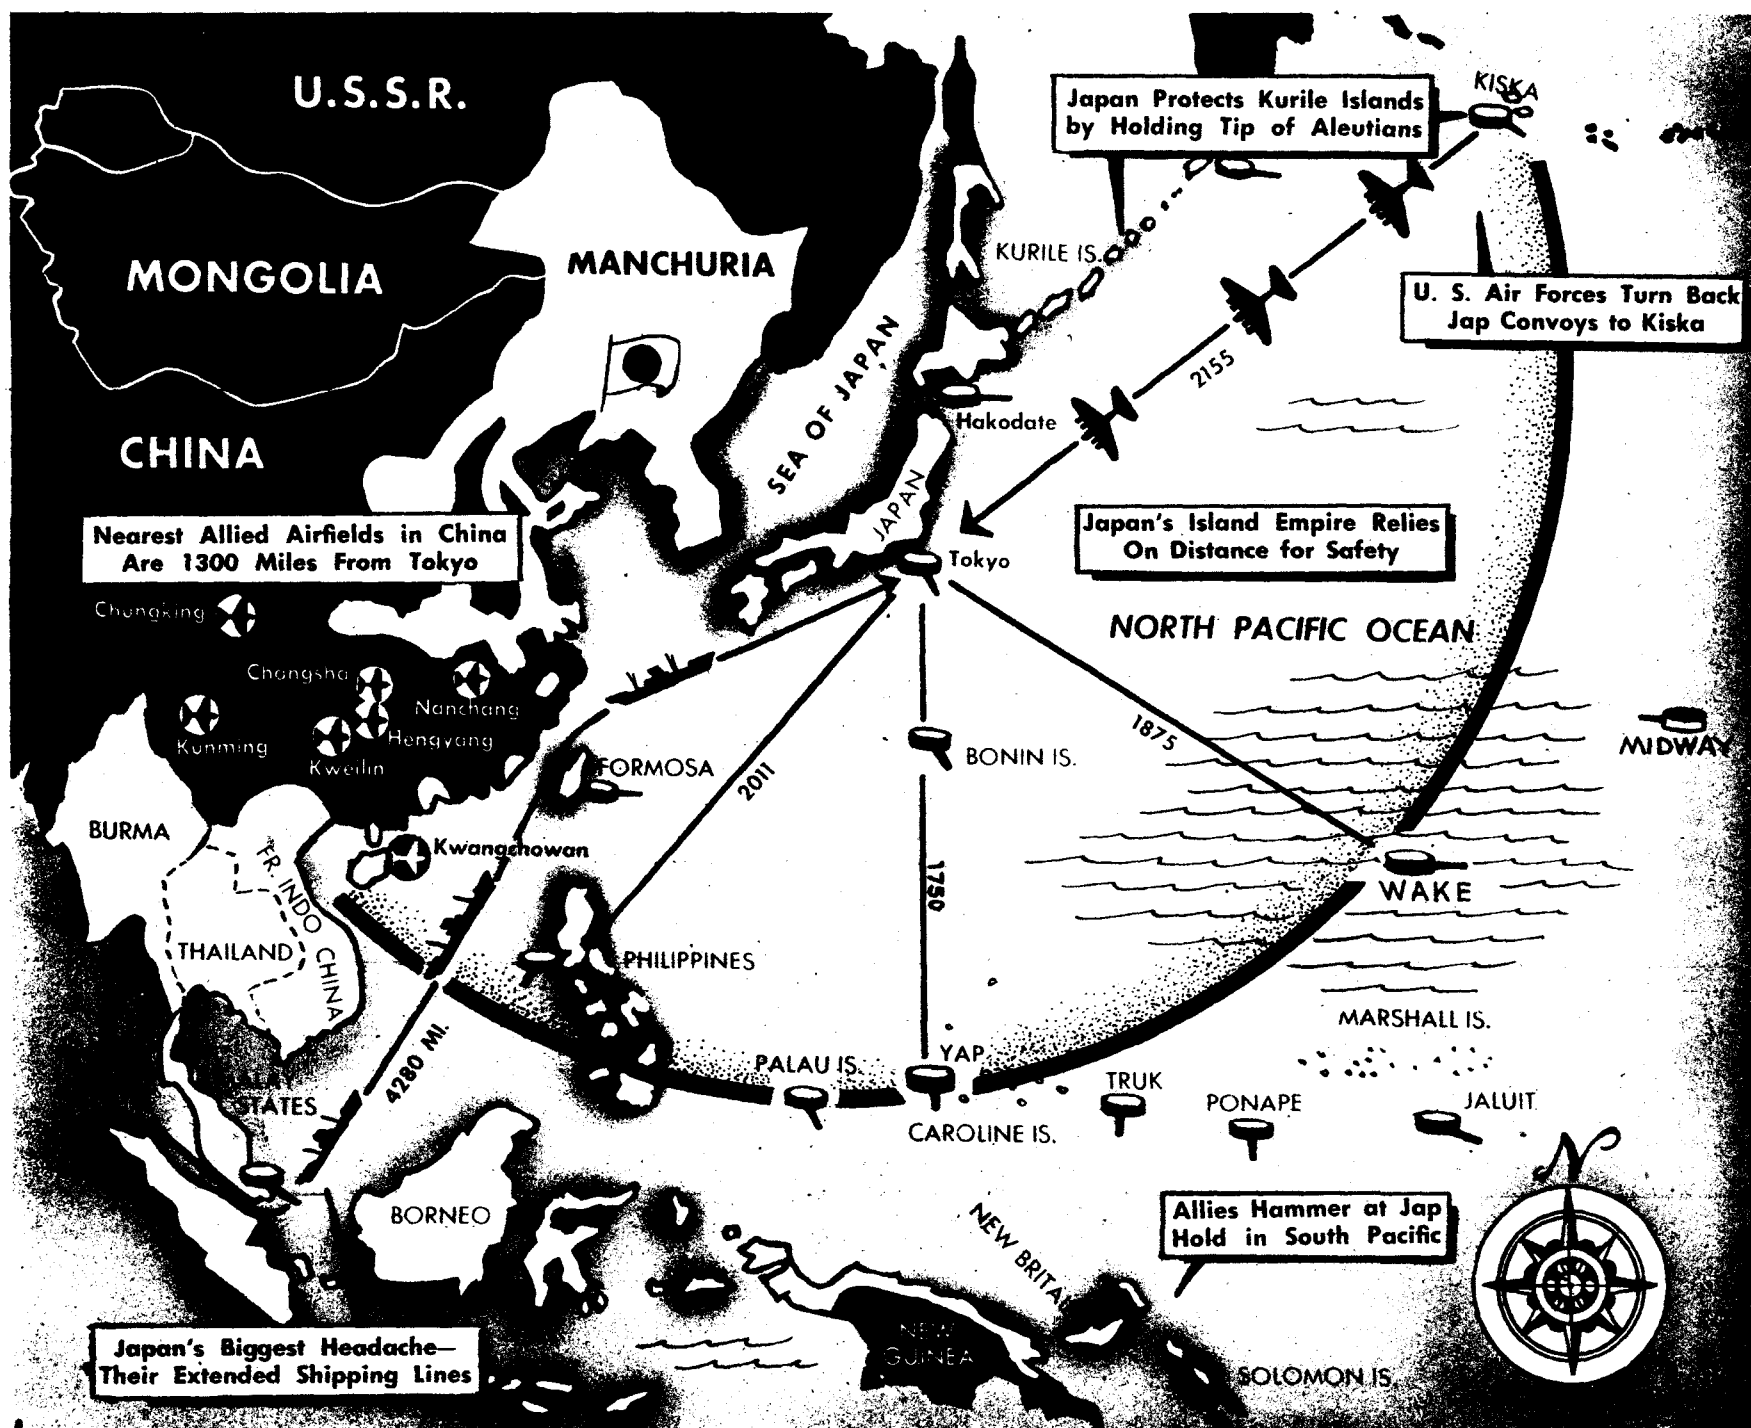 U.S.S.R.
KISKA
Japan Protects Kurile Islands
by Holding Tip of Aleutians
MONGOLIA
MANCHURIA
KURILE IS.
U. S. Air Forces Turn Back
Jap Convoys to Kiska
2155
SEA OF JAPAN
Hakodate
CHINA
JAPAN
Nearest Allied Airfields in China
Are 1300 Miles From Tokyo
Japan's Island Empire Relies
On Distance for Safety
Tokyo
Chungking
NORTH PACIFIC OCEAN
Changsha
Nanchang
Kunming
Hengyang
Kweilin
1875
MIDWAY
BONIN IS.
FORMOSA
2011
BURMA
Kwangchowan
FR. INDO CHINA
1750
WAKE
THAILAND
PHILIPPINES
MARSHALL IS.
4280 MI.
PALAU IS.
YAP
STATES
TRUK
PONAPE
JALUIT
CAROLINE IS.
N
BORNEO
Allies Hammer at Jap
Hold in South Pacific
NEW BRITA
NEW
GUINEA
Japan's Biggest Headache—
Their Extended Shipping Lines
SOLOMON IS.